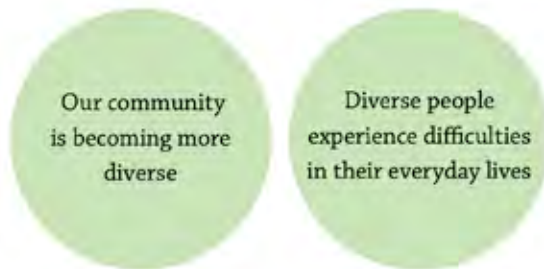 Our community
is becoming more
diverse
Diverse people
experience difficulties
in their everyday lives